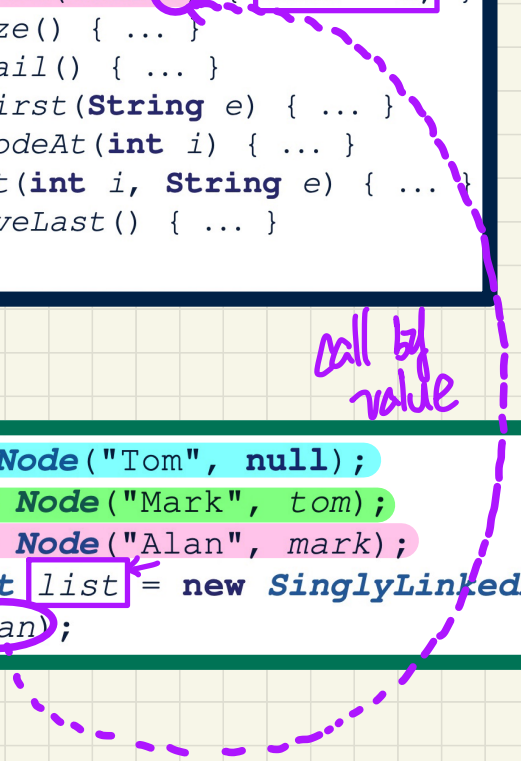 ze() { ... }
ail() { ... }
irst(String e) { ... }
odeAt(int i) { ... }
t(int i, String e) { ... }
veLast() { ... }
call by
value
Node("Tom", null);
Node("Mark", tom);
Node("Alan", mark);
t list = new SinglyLinked
an);